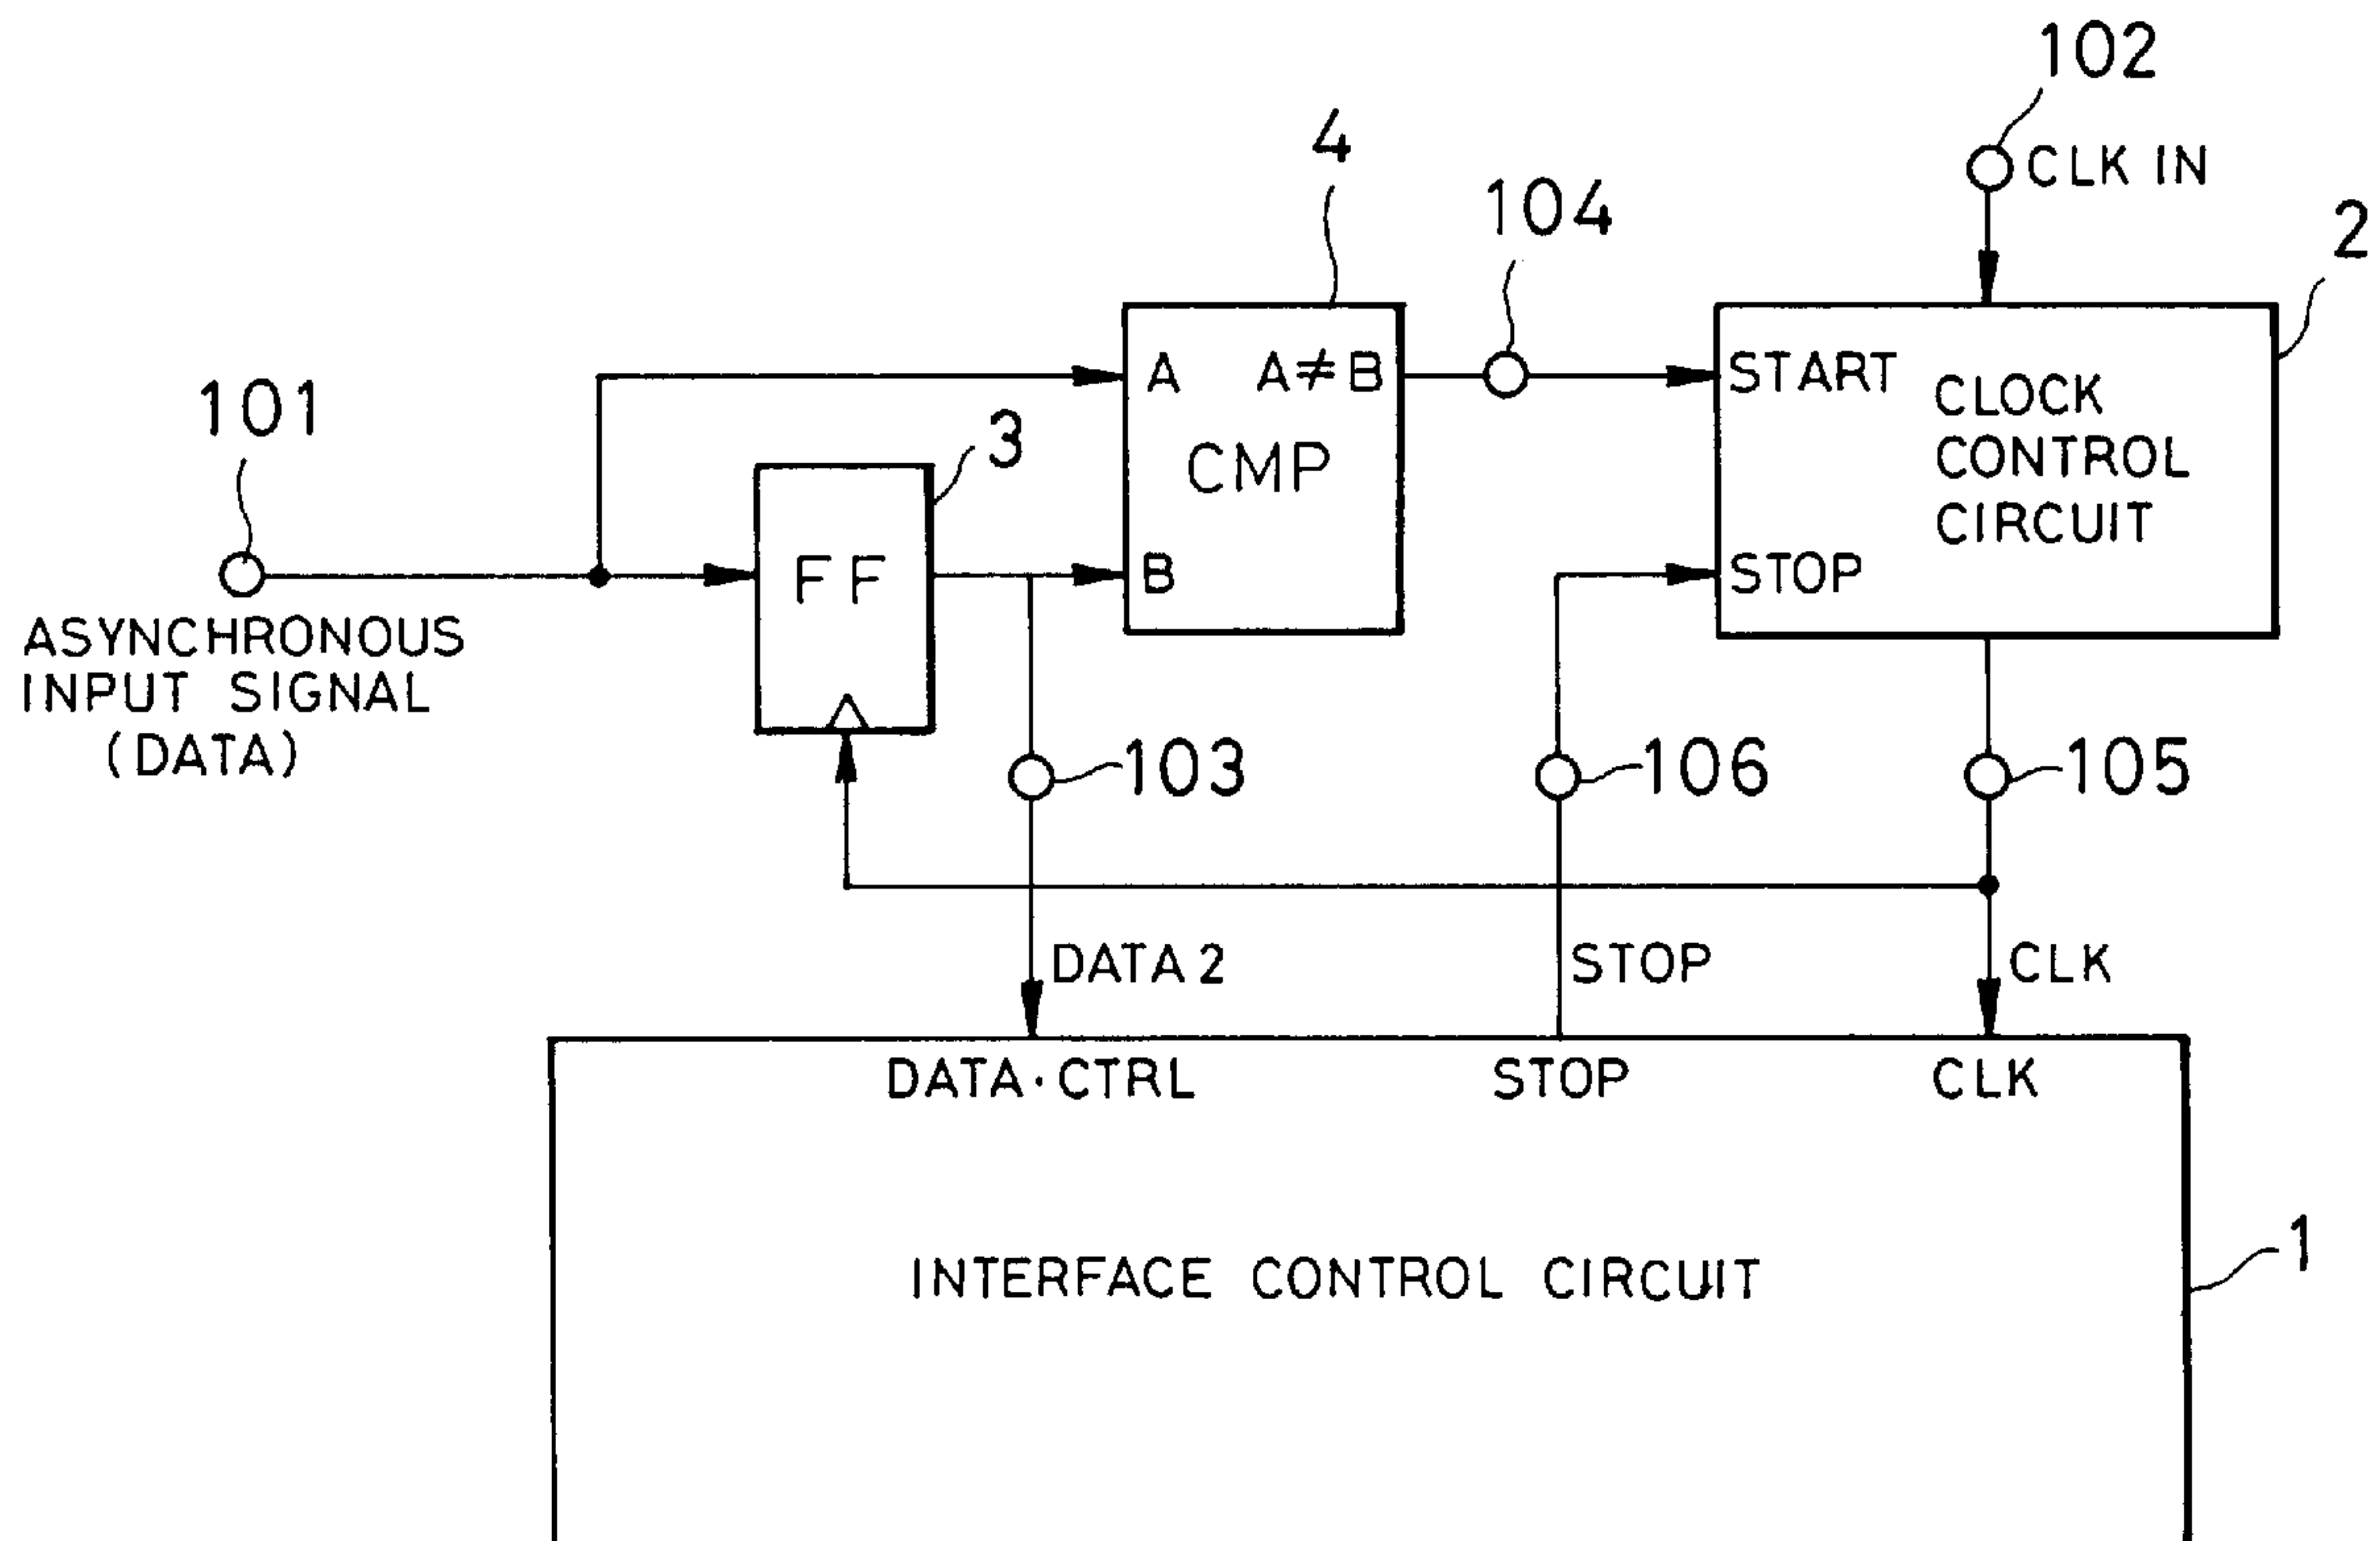 102
CLK IN
4
104
2
A A≠B
CMP
B
START
CLOCK
CONTROL
CIRCUIT
STOP
101
3
FF
ASYNCHRONOUS
INPUT SIGNAL
(DATA)
103
106
105
DATA 2
STOP
CLK
DATA·CTRL
STOP
CLK
INTERFACE CONTROL CIRCUIT
1